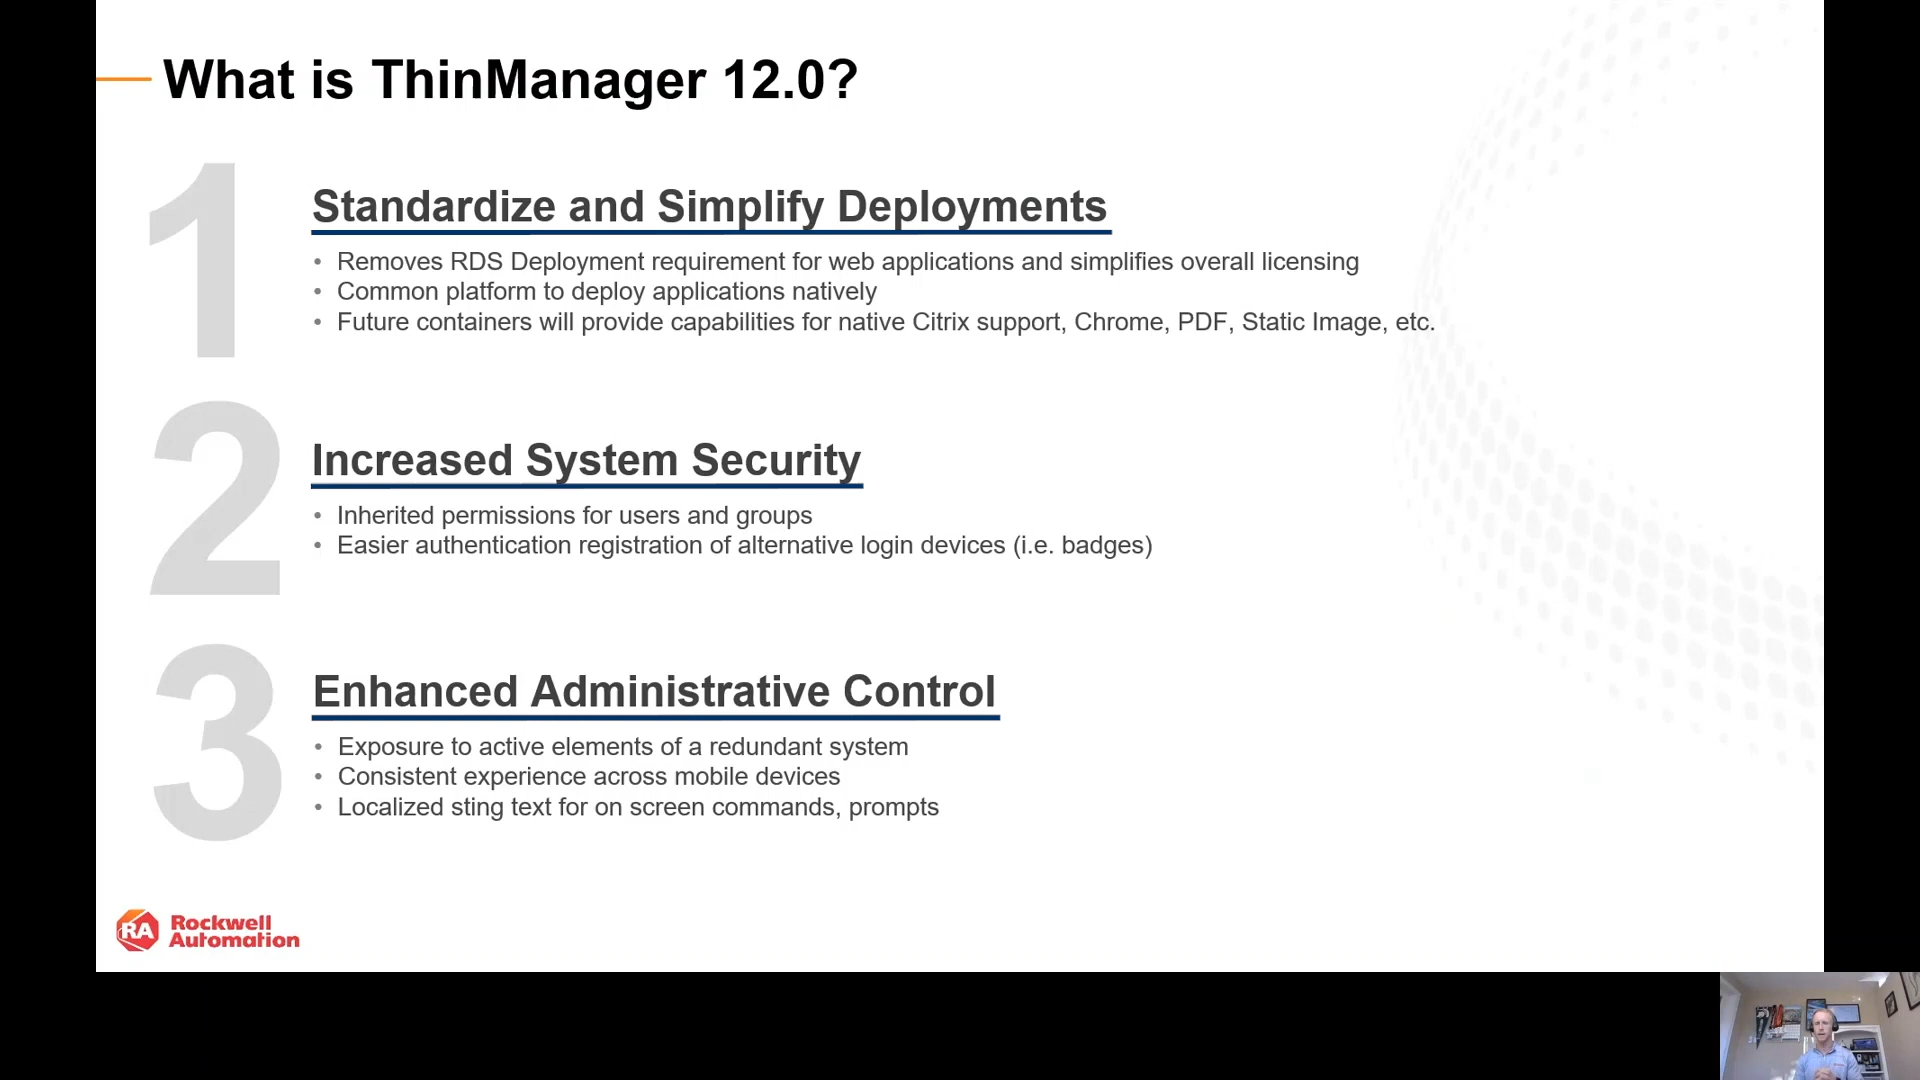 What is ThinManager 12.0?
1
Standardize and Simplify Deployments
• Removes RDS Deployment requirement for web applications and simplifies overall licensing
• Common platform to deploy applications natively
• Future containers will provide capabilities for native Citrix support, Chrome, PDF, Static Image, etc.
2
Increased System Security
• Inherited permissions for users and groups
• Easier authentication registration of alternative login devices (i.e. badges)
3
Enhanced Administrative Control
• Exposure to active elements of a redundant system
• Consistent experience across mobile devices
• Localized sting text for on screen commands, prompts
RA
Rockwell
Automation